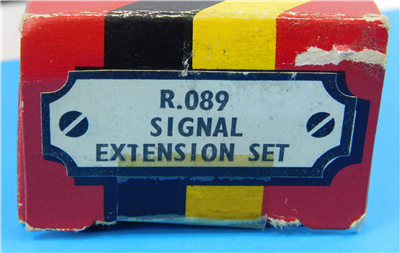 R.089
SIGNAL
EXTENSION SET